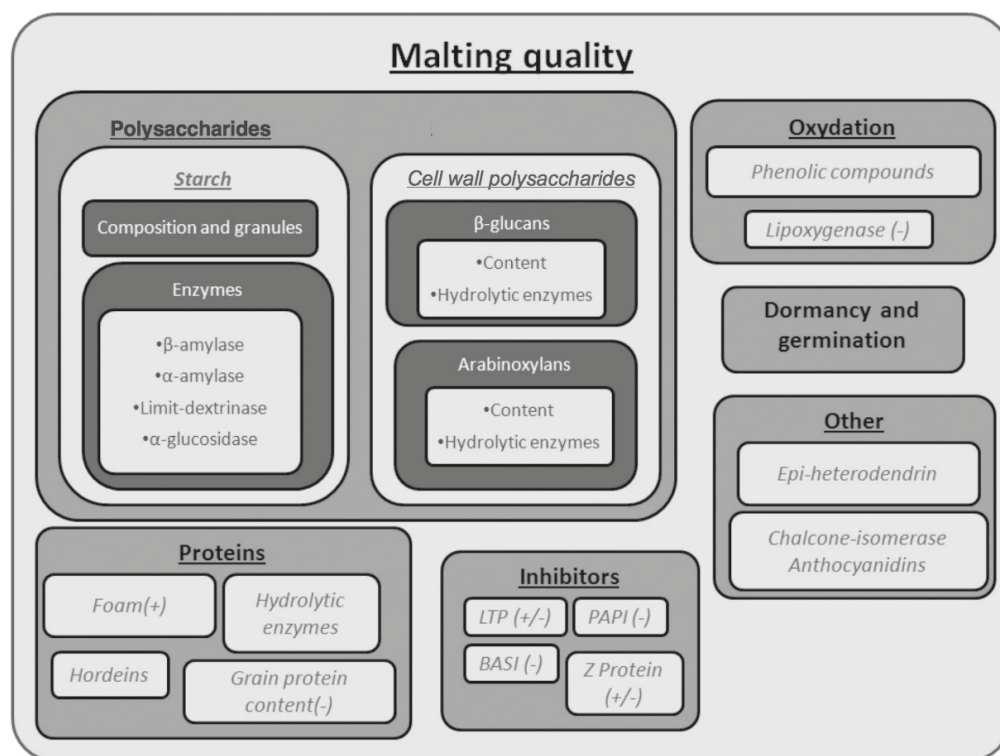 Malting quality
Polysaccharides
Starch
Composition and granules
Enzymes
•β-amylase
•α-amylase
•Limit-dextrinase
•α-glucosidase
Cell wall polysaccharides
β-glucans
•Content
•Hydrolytic enzymes
Arabinoxylans
•Content
•Hydrolytic enzymes
Oxydation
Phenolic compounds
Lipoxygenase (-)
Dormancy and
germination
Other
Epi-heterodendrin
Chalcone-isomerase
Anthocyanidins
Proteins
Foam(+)
Hydrolytic
enzymes
Hordeins
Grain protein
content(-)
Inhibitors
LTP (+/-)
PAPI (-)
BASI (-)
Z Protein
(+/-)